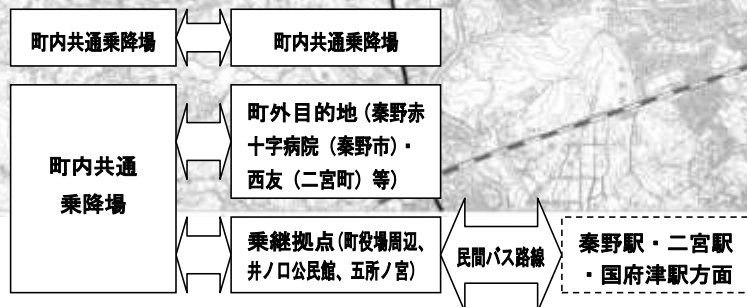 町内共通乗降場
町内共通乗降場
町内共通
乗降場
町外目的地（秦野赤
十字病院（秦野市）・
西友（二宮町）等）
乗継拠点（町役場周辺、
井ノ口公民館、五所ノ宮）
民間バス路線
秦野駅・二宮駅
・国府津駅方面